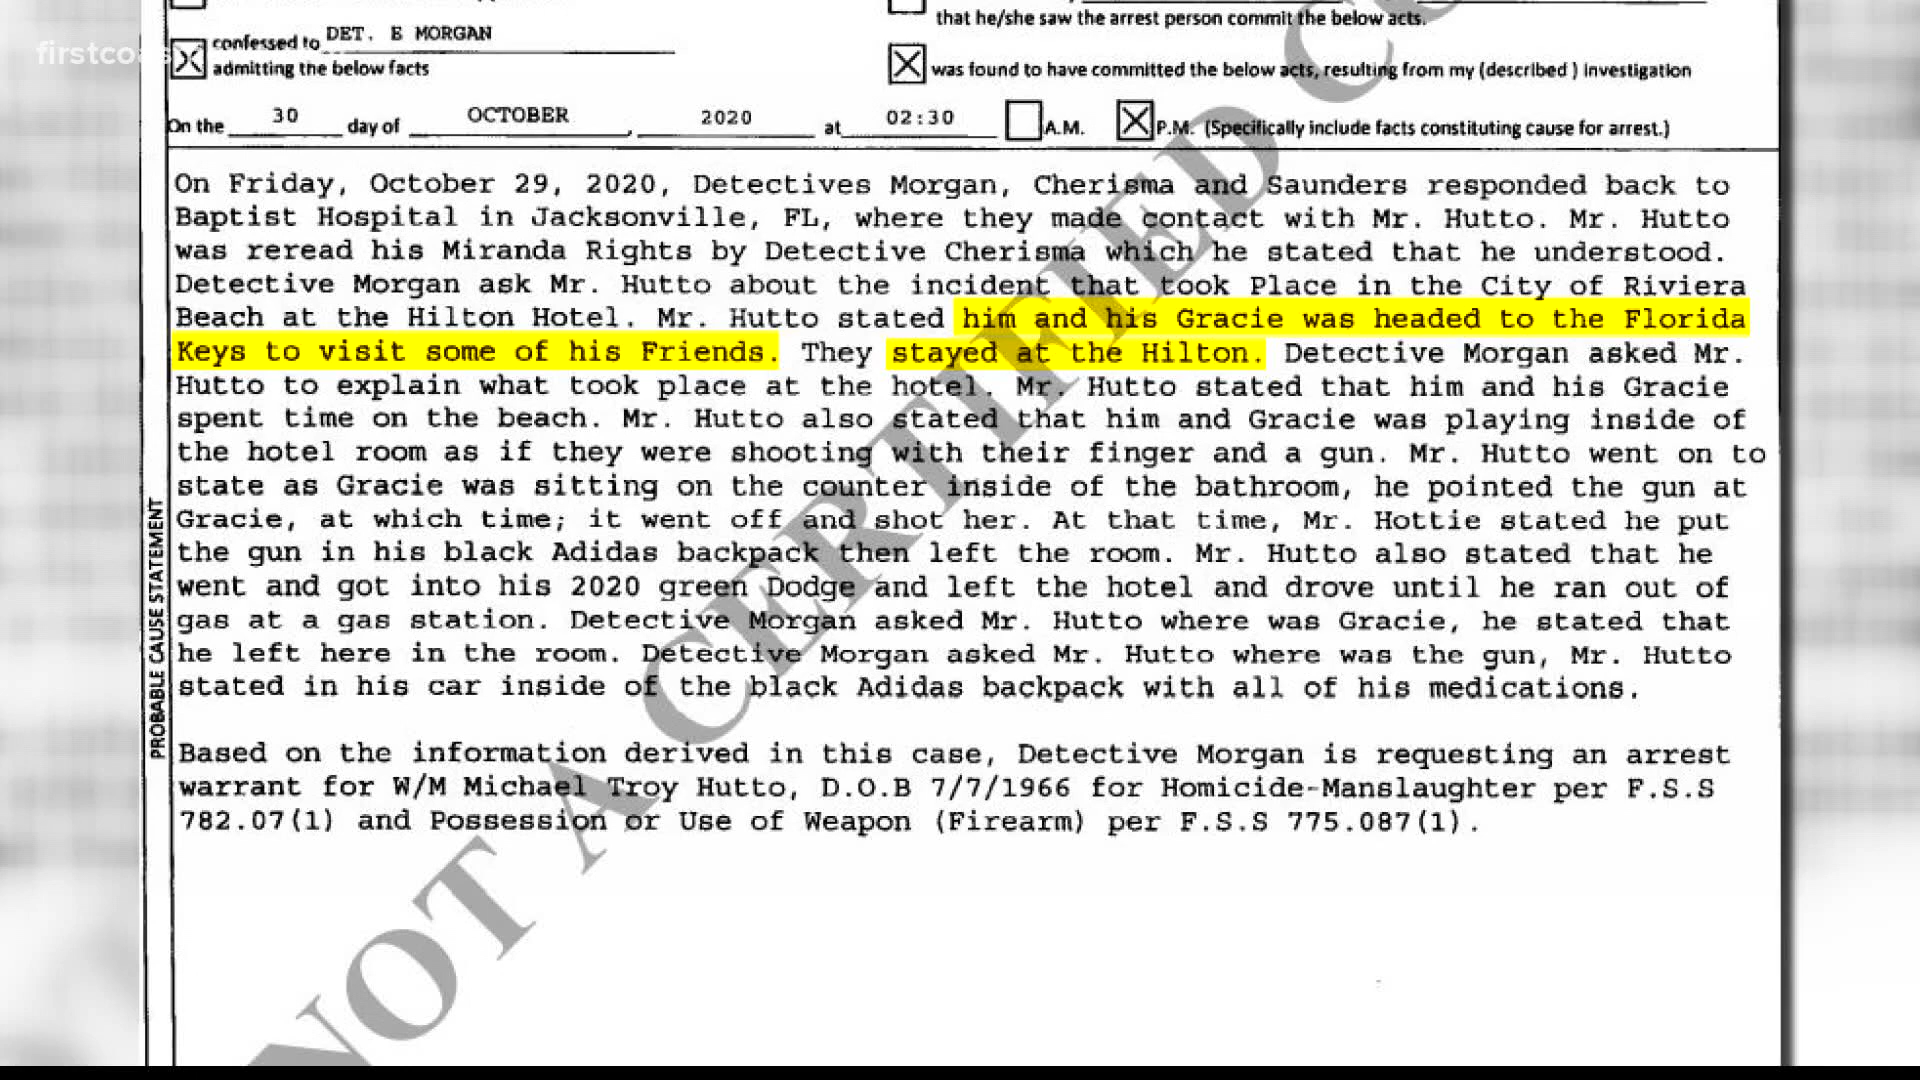 that he/she saw the arrest person commit the below acts.
firstcoas
confessed to DET. E MORGAN
admitting the below facts
was found to have committed the below acts, resulting from my (described ) investigation
On the 30 day of OCTOBER, 2020 at 02:30 A.M. P.M. (Specifically include facts constituting cause for arrest.)
On Friday, October 29, 2020, Detectives Morgan, Cherisma and Saunders responded back to
Baptist Hospital in Jacksonville, FL, where they made contact with Mr. Hutto. Mr. Hutto
was reread his Miranda Rights by Detective Cherisma which he stated that he understood.
Detective Morgan ask Mr. Hutto about the incident that took Place in the City of Riviera
Beach at the Hilton Hotel. Mr. Hutto stated him and his Gracie was headed to the Florida
Keys to visit some of his Friends. They stayed at the Hilton. Detective Morgan asked Mr.
Hutto to explain what took place at the hotel. Mr. Hutto stated that him and his Gracie
spent time on the beach. Mr. Hutto also stated that him and Gracie was playing inside of
the hotel room as if they were shooting with their finger and a gun. Mr. Hutto went on to
state as Gracie was sitting on the counter inside of the bathroom, he pointed the gun at
Gracie, at which time; it went off and shot her. At that time, Mr. Hottie stated he put
the gun in his black Adidas backpack then left the room. Mr. Hutto also stated that he
went and got into his 2020 green Dodge and left the hotel and drove until he ran out of
gas at a gas station. Detective Morgan asked Mr. Hutto where was Gracie, he stated that
he left here in the room. Detective Morgan asked Mr. Hutto where was the gun, Mr. Hutto
stated in his car inside of the black Adidas backpack with all of his medications.
Based on the information derived in this case, Detective Morgan is requesting an arrest
warrant for W/M Michael Troy Hutto, D.O.B 7/7/1966 for Homicide-Manslaughter per F.S.S
782.07(1) and Possession or Use of Weapon (Firearm) per F.S.S 775.087(1).
PROBABLE CAUSE STATEMENT
NOT A CERTIFIED CO